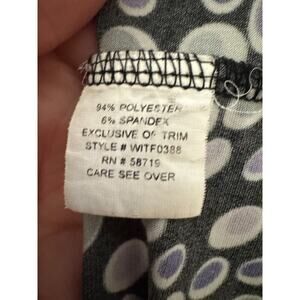 94% POLYESTER
6% SPANDEX
EXCLUSIVE OF TRIM
STYLE # WITF0388
RN # 58719
CARE SEE OVER